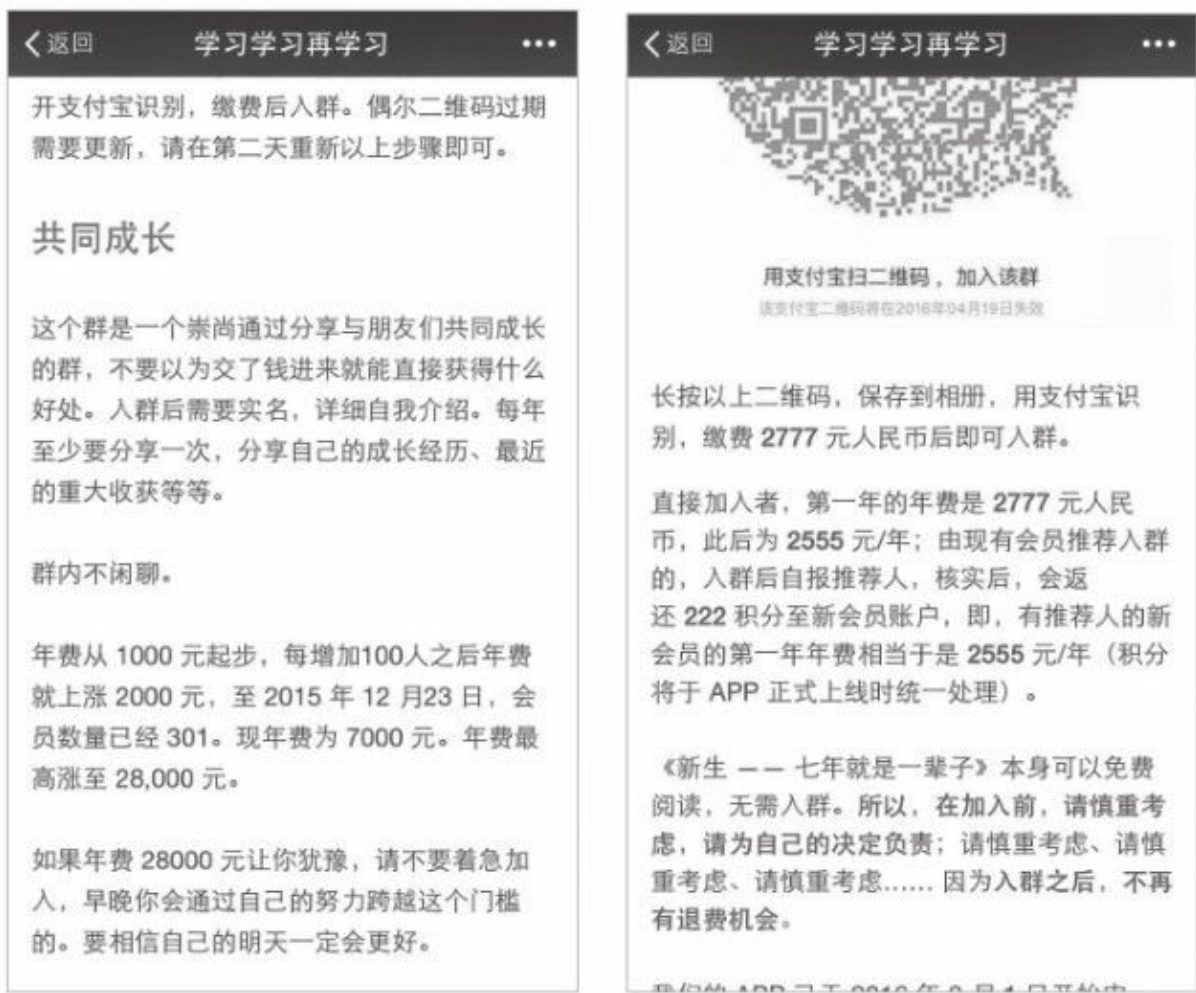 返回
学习学习再学习
开支付宝识别，缴费后入群。偶尔二维码过期
需要更新，请在第二天重新以上步骤即可。
共同成长
这个群是一个崇尚通过分享与朋友们共同成长
的群，不要以为交了钱进来就能直接获得什么
好处。入群后需要实名，详细自我介绍。每年
至少要分享一次，分享自己的成长经历、最近
的重大收获等等。
群内不闲聊。
年费从 1000 元起步，每增加100人之后年费
就上涨 2000 元，至 2015 年 12 月23 日，会
员数量已经 301。现年费为 7000 元。年费最
高涨至 28,000 元。
如果年费 28000 元让你犹豫，请不要着急加
入，早晚你会通过自己的努力跨越这个门槛
的。要相信自己的明天一定会更好。
返回
学习学习再学习
用支付宝扫二维码，加入该群
该支付宝二维码将在2016年04月19日失效
长按以上二维码，保存到相册，用支付宝识
别，缴费 2777 元人民币后即可入群。
直接加入者，第一年的年费是 2777 元人民
币，此后为 2555 元/年；由现有会员推荐入群
的，入群后自报推荐人，核实后，会返
还 222 积分至新会员账户，即，有推荐人的新
会员的第一年年费相当于是 2555 元/年（积分
将于 APP 正式上线时统一处理）。
《新生 —— 七年就是一辈子》本身可以免费
阅读，无需入群。所以，在加入前，请慎重考
虑，请为自己的决定负责；请慎重考虑、请慎
重考虑、请慎重考虑…… 因为入群之后，不再
有退费机会。